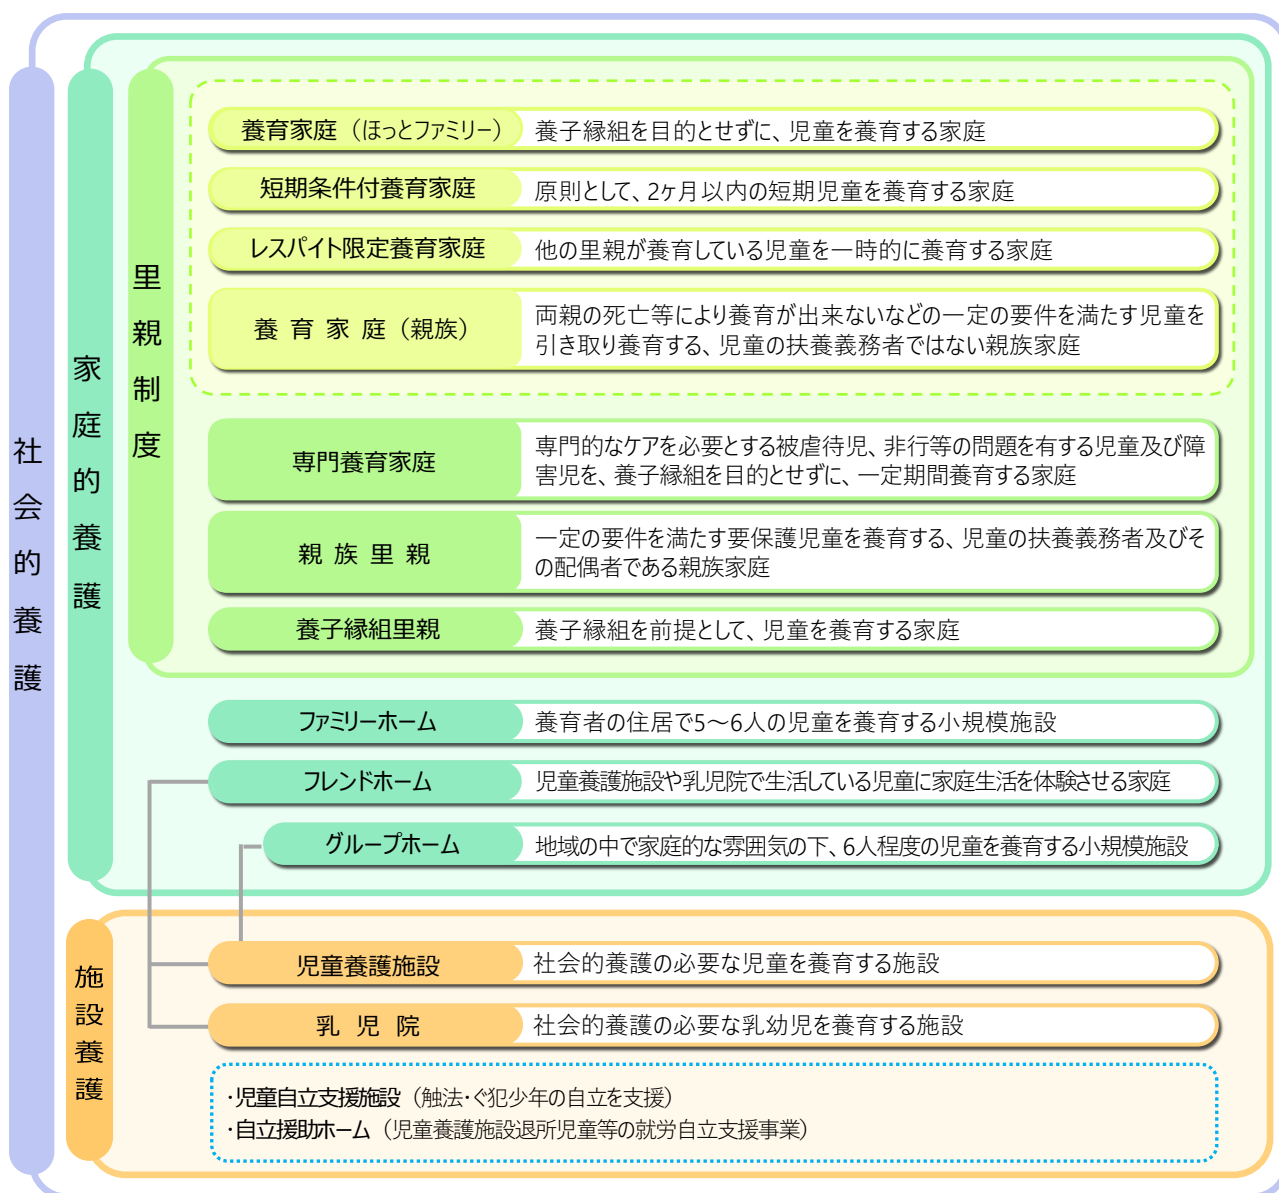 社会的養護
家庭的養護
里親制度
養育家庭（ほっとファミリー）　養子縁組を目的とせずに、児童を養育する家庭
短期条件付養育家庭　原則として、2ヶ月以内の短期児童を養育する家庭
レスパイト限定養育家庭　他の里親が養育している児童を一時的に養育する家庭
養育家庭（親族）　両親の死亡等により養育が出来ないなどの一定の要件を満たす児童を
引き取り養育する、児童の扶養義務者ではない親族家庭
専門養育家庭　専門的なケアを必要とする被虐待児、非行等の問題を有する児童及び障
害児を、養子縁組を目的とせずに、一定期間養育する家庭
親族里親　一定の要件を満たす要保護児童を養育する、児童の扶養義務者及びそ
の配偶者である親族家庭
養子縁組里親　養子縁組を前提として、児童を養育する家庭
ファミリーホーム　養育者の住居で5～6人の児童を養育する小規模施設
フレンドホーム　児童養護施設や乳児院で生活している児童に家庭生活を体験させる家庭
グループホーム　地域の中で家庭的な雰囲気の下、6人程度の児童を養育する小規模施設
施設養護
児童養護施設　社会的養護の必要な児童を養育する施設
乳児院　社会的養護の必要な乳幼児を養育する施設
・児童自立支援施設（触法・ぐ犯少年の自立を支援）
・自立援助ホーム（児童養護施設退所児童等の就労自立支援事業）